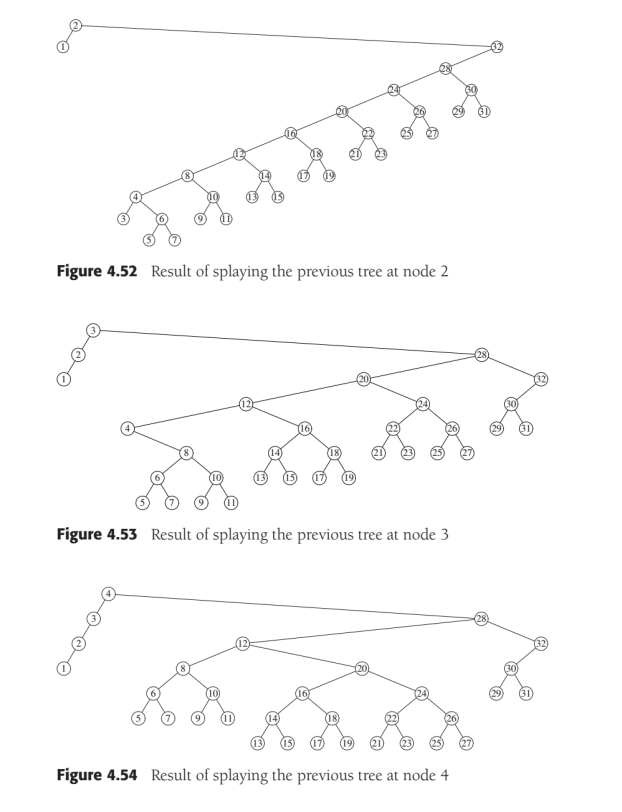 2
1 32
28
24 30
20 26 29 31
16 22 25 27
12 18 21 23
8 14 17 19
4 10 13 15
3 6 9 11
5 7
Figure 4.52 Result of splaying the previous tree at node 2
3
2 28
1 20 32
12 24 30
4 16 22 26 29 31
8 14 18 21 23 25 27
6 10 13 15 17 19
5 7 9 11
Figure 4.53 Result of splaying the previous tree at node 3
4
3 28
2 12 32
1 8 20 30
6 10 16 24 29 31
5 7 9 11 14 18 22 26
13 15 17 19 21 23 25 27
Figure 4.54 Result of splaying the previous tree at node 4